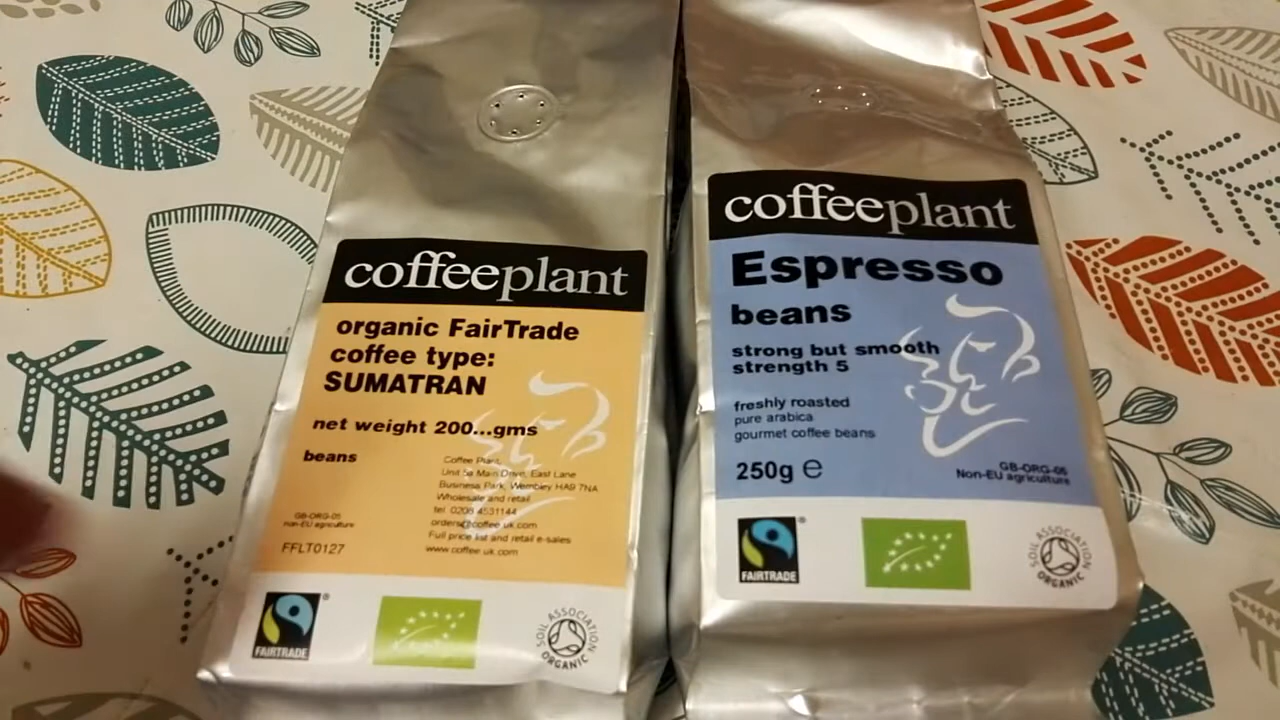 coffeeplant
organic FairTrade
coffee type:
SUMATRAN
net weight 200...gms
beans
Coffee Plant,
Unit 5a Main Drive, East Lane
Business Park, Wembley HA9 7NA
Wholesale and retail
tel 0208 4531144
orders@coffee.uk.com
Full price list and retail e-sales
www.coffee.uk.com
GB-ORG-05
non-EU agriculture
FFLT0127
FAIRTRADE
SOIL ASSOCIATION
ORGANIC
coffeeplant
Espresso
beans
strong but smooth
strength 5
freshly roasted
pure arabica
gourmet coffee beans
250g ℮
GB-ORG-05
Non-EU agriculture
FAIRTRADE
SOIL ASSOCIATION
ORGANIC